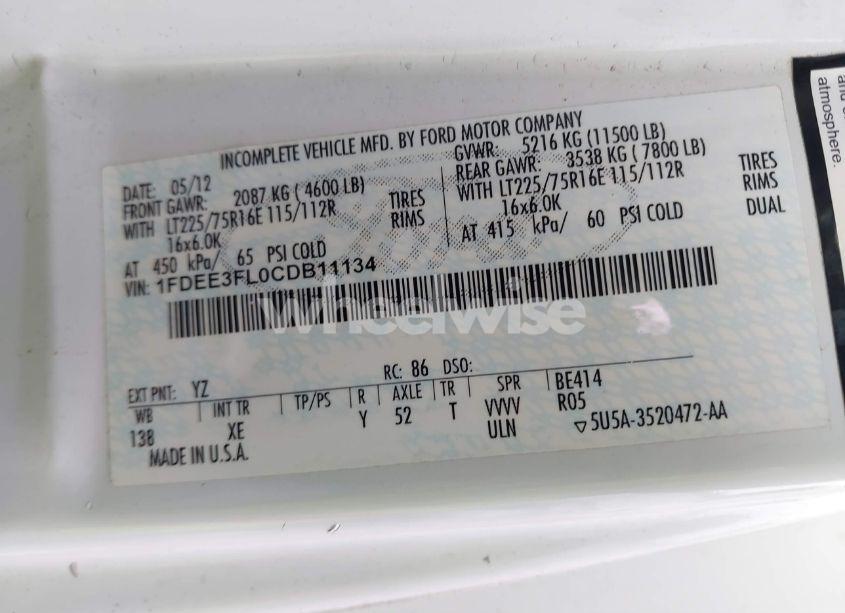 INCOMPLETE VEHICLE MFD. BY FORD MOTOR COMPANY
DATE: 05/12
GVWR: 5216 KG (11500 LB)
FRONT GAWR: 2087 KG ( 4600 LB)
REAR GAWR: 3538 KG ( 7800 LB)
WITH LT225/75R16E 115/112R TIRES
WITH LT225/75R16E 115/112R TIRES
16x6.0K RIMS
16x6.0K RIMS
AT 450 kPa/ 65 PSI COLD
AT 415 kPa/ 60 PSI COLD DUAL
VIN: 1FDEE3FL0CDB11134
wheelwise
EXT PNT: YZ RC: 86 DSO:
WB INT TR TP/PS R AXLE TR SPR BE414
138 XE Y 52 T VVVV R05
ULN 5U5A-3520472-AA
MADE IN U.S.A.
atmosphere.